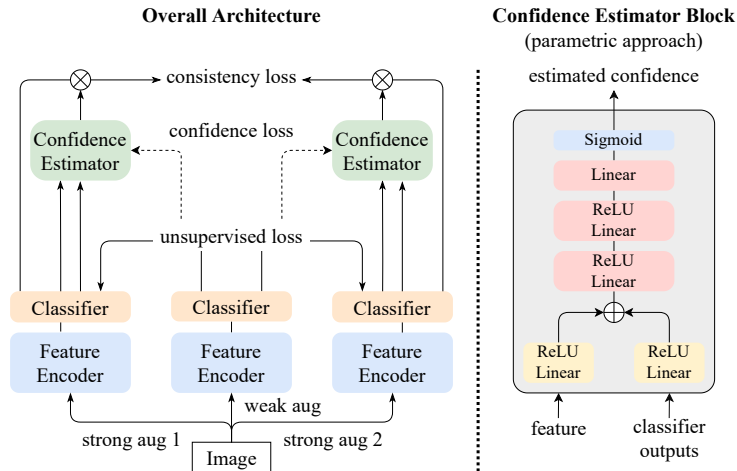 Overall Architecture
consistency loss
Confidence
Estimator
confidence loss
Confidence
Estimator
unsupervised loss
Classifier
Classifier
Classifier
Feature
Encoder
Feature
Encoder
Feature
Encoder
weak aug
strong aug 1
strong aug 2
Image
Confidence Estimator Block
(parametric approach)
estimated confidence
Sigmoid
Linear
ReLU
Linear
ReLU
Linear
ReLU
Linear
ReLU
Linear
feature
classifier
outputs